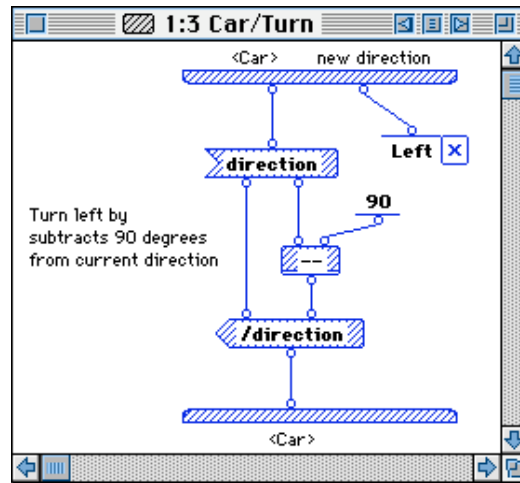 1:3 Car/Turn
<Car> new direction
Left
direction
90
Turn left by
subtracts 90 degrees
from current direction
--
/direction
<Car>